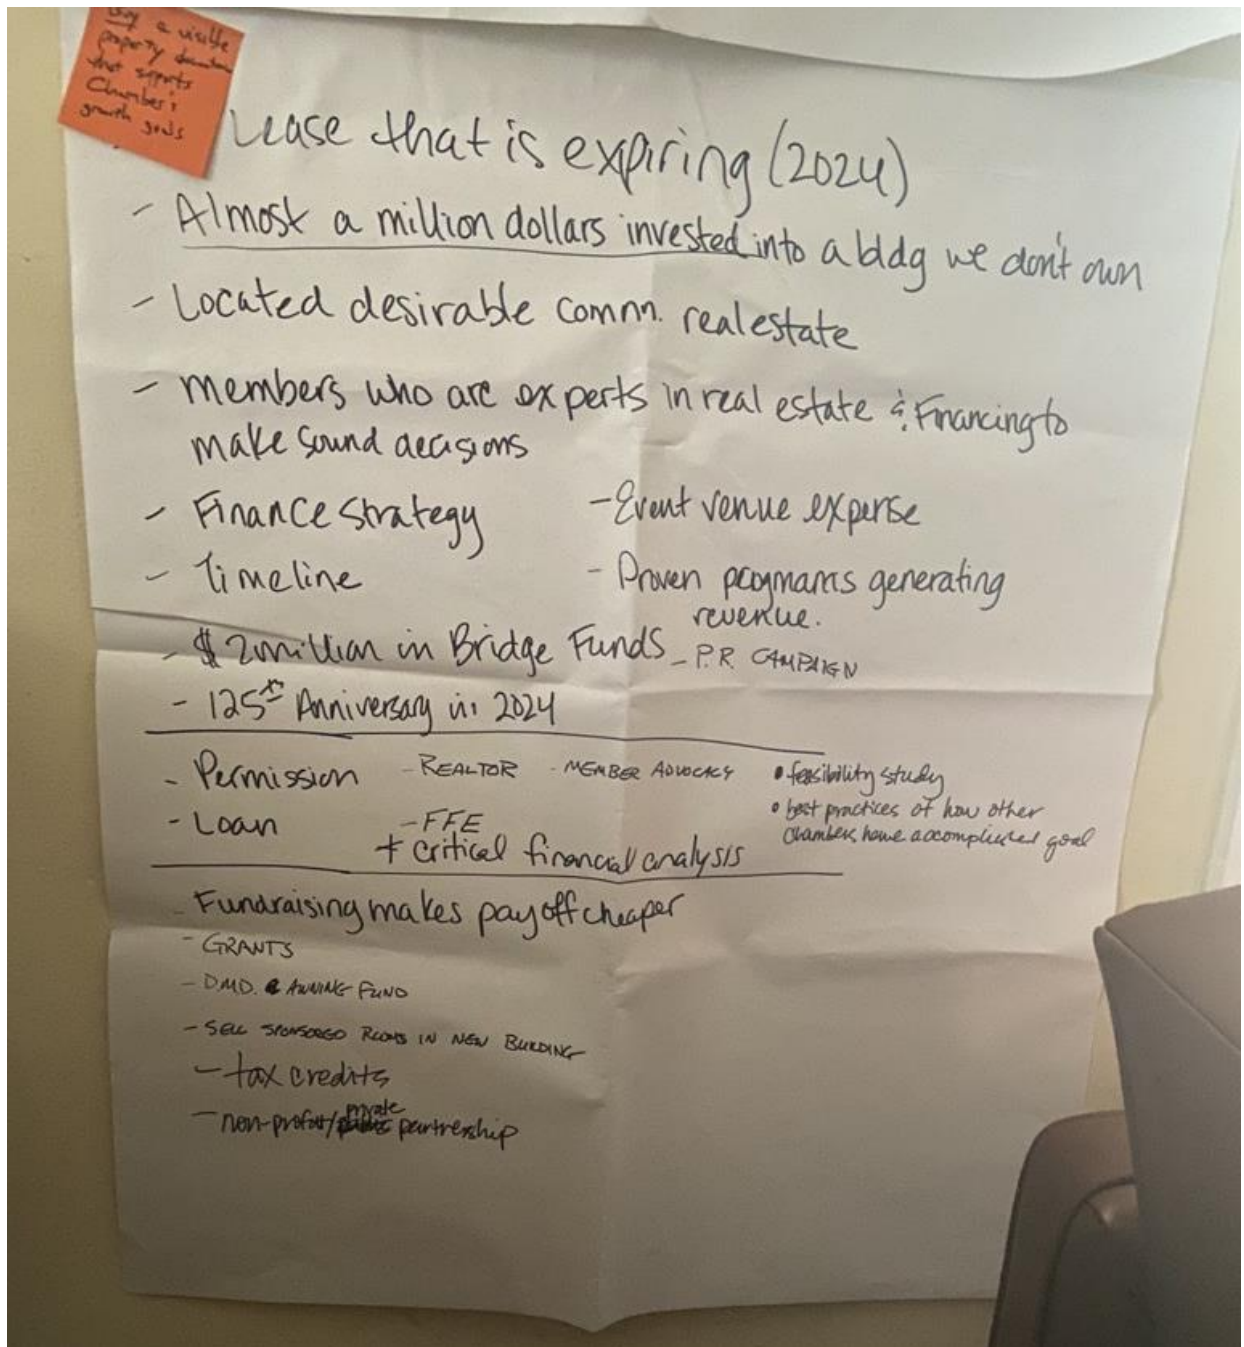 Buy a visible
property downtown
that supports
Chamber's
growth goals
Lease that is expiring (2024)
- Almost a million dollars invested into a bldg we don't own
- Located desirable comm. real estate
- members who are experts in real estate & Financing to
make sound decisions
- Finance Strategy
- Event venue expense
- Timeline
- Proven programs generating
revenue.
- $2 million in Bridge Funds
- P.R. CAMPAIGN
- 125th Anniversary in 2024
- Permission - REALTOR - MEMBER ADVOCACY
- Loan - FFE
+ critical financial analysis
• feasibility study
• best practices of how other
Chambers have accomplished goal
- Fundraising makes payoff cheaper
- GRANTS
- D.M.D. & AWNING FUND
- SELL SPONSORED ROOMS IN NEW BUILDING
- tax credits
- non-profit/private partnership